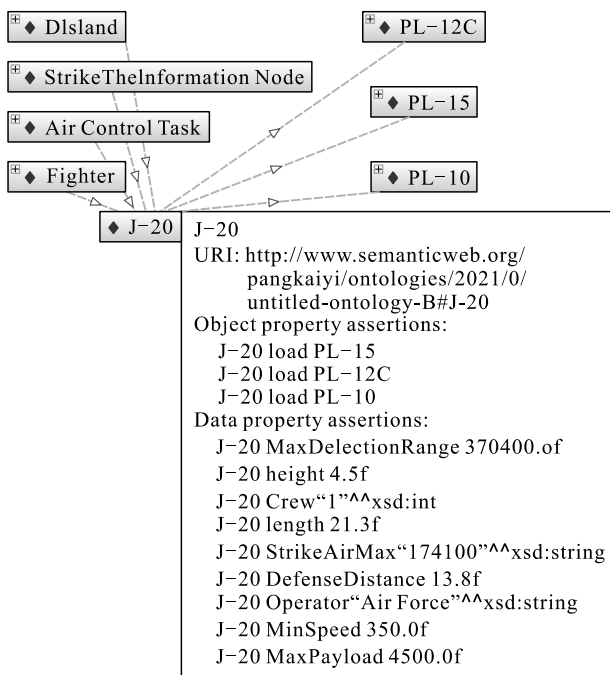 DIsland
PL-12C
StrikeTheInformation Node
PL-15
Air Control Task
Fighter
PL-10
J-20
J-20
URI: http://www.semanticweb.org/
pangkaiyi/ontologies/2021/0/
untitled-ontology-B#J-20
Object property assertions:
J-20 load PL-15
J-20 load PL-12C
J-20 load PL-10
Data property assertions:
J-20 MaxDelectionRange 370400.of
J-20 height 4.5f
J-20 Crew“1”^^xsd:int
J-20 length 21.3f
J-20 StrikeAirMax“174100”^^xsd:string
J-20 DefenseDistance 13.8f
J-20 Operator“Air Force”^^xsd:string
J-20 MinSpeed 350.0f
J-20 MaxPayload 4500.0f